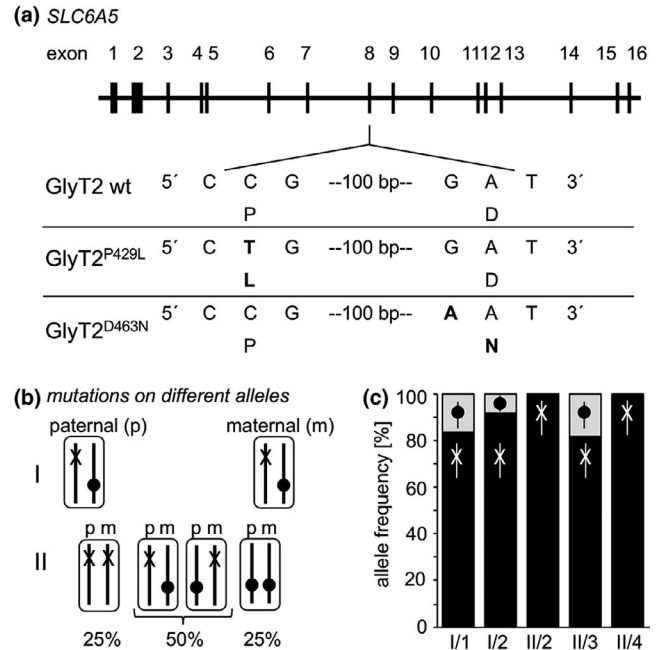 (a) SLC6A5
exon 1 2 3 4 5 6 7 8 9 10 11 12 13 14 15 16
GlyT2 wt 5´ C C G --100 bp-- G A T 3´
P D
GlyT2P429L 5´ C T G --100 bp-- G A T 3´
L D
GlyT2D463N 5´ C C G --100 bp-- A A T 3´
P N
(b) mutations on different alleles
paternal (p) maternal (m)
I
p m p m p m p m
II
25% 50% 25%
(c)
allele frequency [%]
100
80
60
40
20
0
I/1 I/2 II/2 II/3 II/4